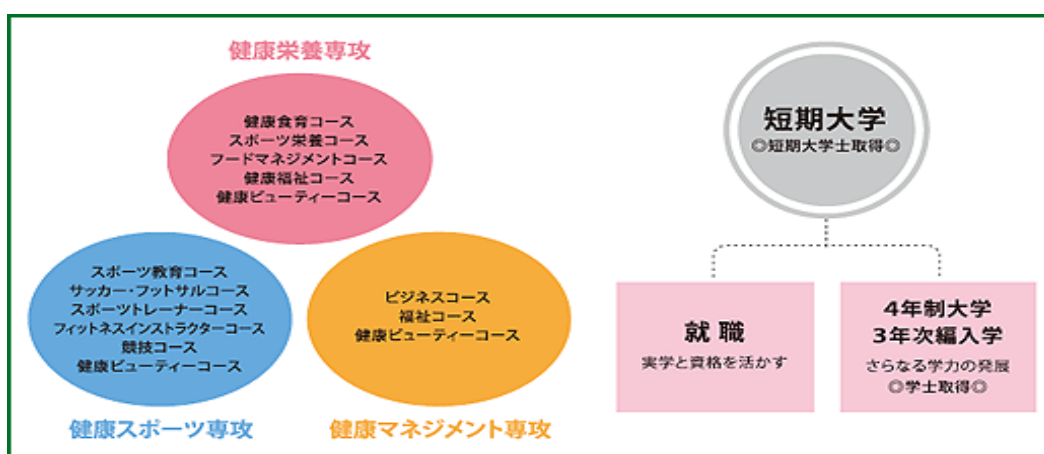 健康栄養専攻
健康食育コース
スポーツ栄養コース
フードマネジメントコース
健康福祉コース
健康ビューティーコース
スポーツ教育コース
サッカー・フットサルコース
スポーツトレーナーコース
フィットネスインストラクターコース
競技コース
健康ビューティーコース
健康スポーツ専攻
ビジネスコース
福祉コース
健康ビューティーコース
健康マネジメント専攻
短期大学
◎短期大学士取得◎
就職
実学と資格を活かす
4年制大学
3年次編入学
さらなる学力の発展
◎学士取得◎